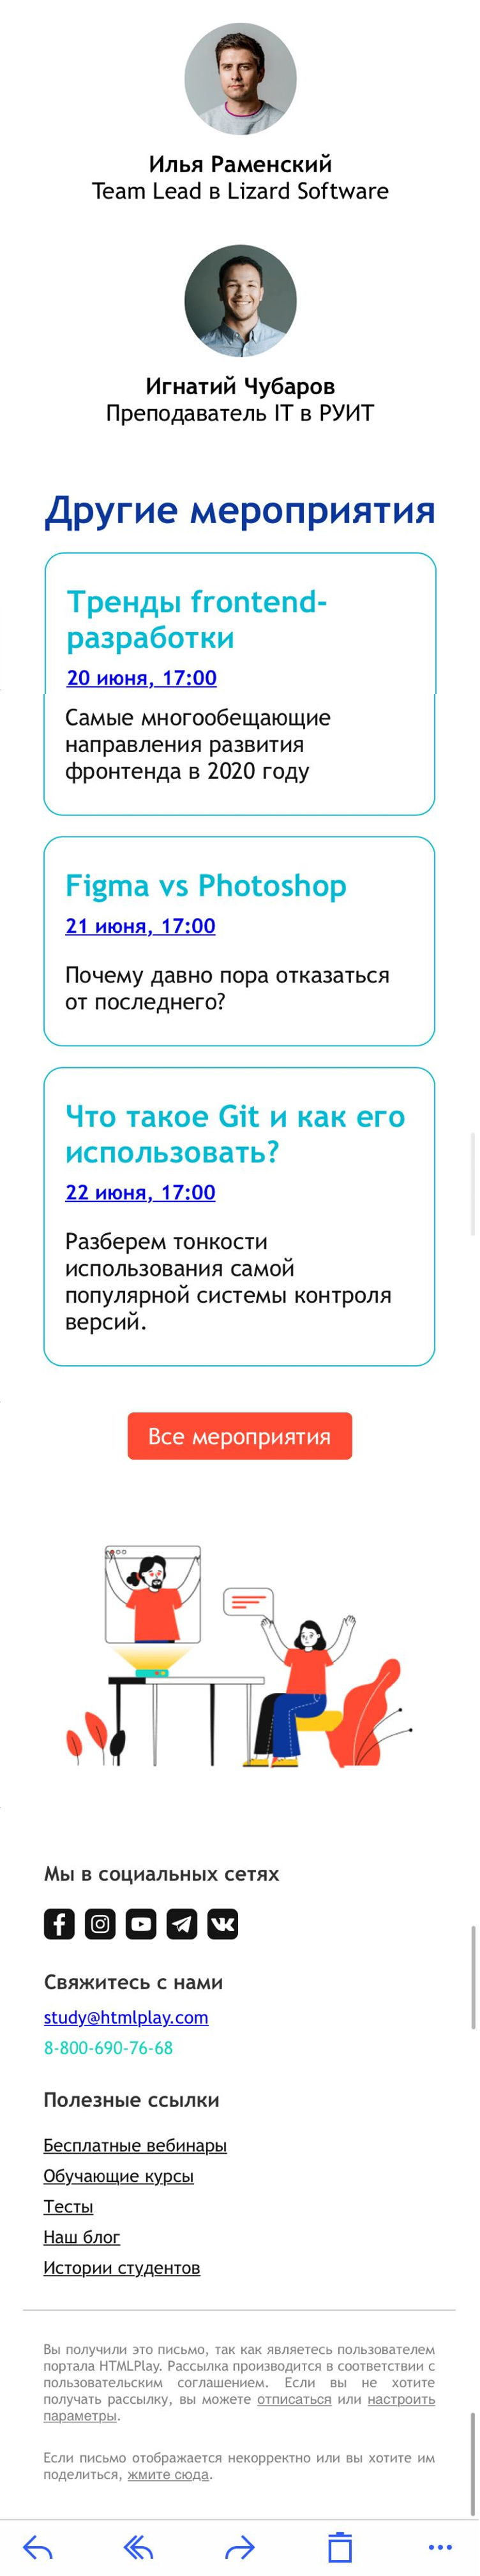 Илья Раменский
Team Lead в Lizard Software
Игнатий Чубаров
Преподаватель IT в РУИТ
Другие мероприятия
Тренды frontend-
разработки
20 июня, 17:00
Самые многообещающие
направления развития
фронтенда в 2020 году
Figma vs Photoshop
21 июня, 17:00
Почему давно пора отказаться
от последнего?
Что такое Git и как его
использовать?
22 июня, 17:00
Разберем тонкости
использования самой
популярной системы контроля
версий.
Все мероприятия
Мы в социальных сетях
Свяжитесь с нами
study@htmlplay.com
8-800-690-76-68
Полезные ссылки
Бесплатные вебинары
Обучающие курсы
Тесты
Наш блог
Истории студентов
Вы получили это письмо, так как являетесь пользователем
портала HTMLPlay. Рассылка производится в соответствии с
пользовательским соглашением. Если вы не хотите
получать рассылку, вы можете отписаться или настроить
параметры.
Если письмо отображается некорректно или вы хотите им
поделиться, жмите сюда.